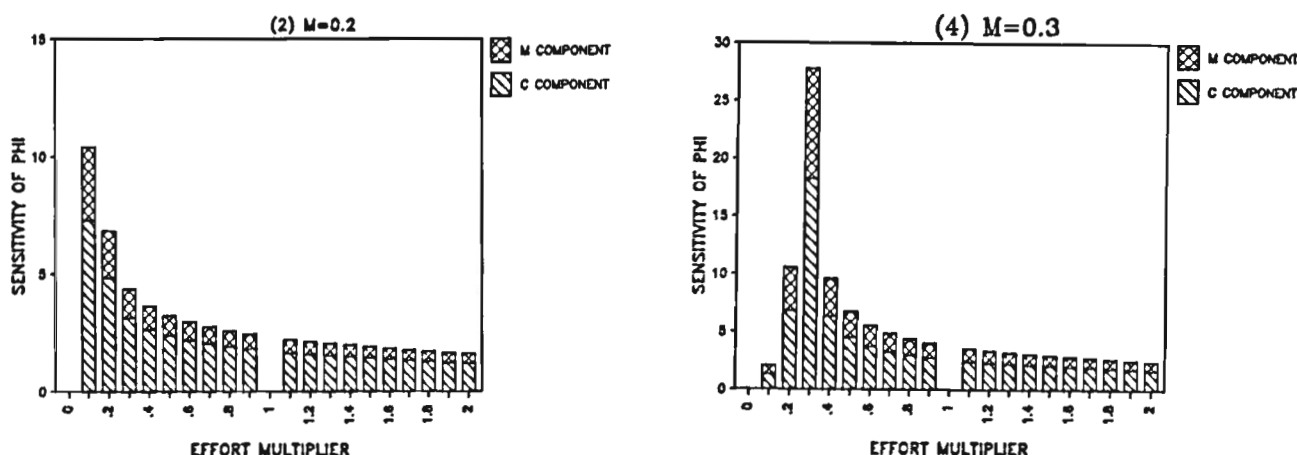 (2) M=0.2
15
10
5
0
SENSITIVITY OF PHI
0 .2 .4 .6 .8 1 1.2 1.4 1.6 1.8 2
EFFORT MULTIPLIER
M COMPONENT
C COMPONENT
(4) M=0.3
30
25
20
15
10
5
0
SENSITIVITY OF PHI
0 .2 .4 .6 .8 1 1.2 1.4 1.6 1.8 2
EFFORT MULTIPLIER
M COMPONENT
C COMPONENT